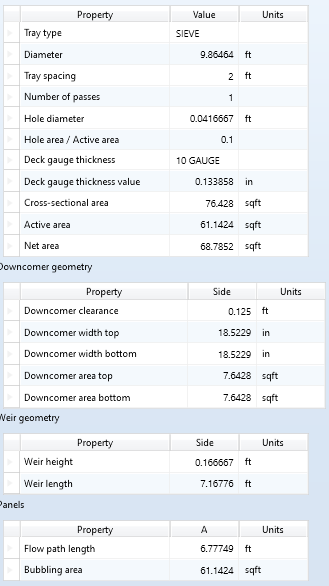 Property Value Units
Tray type SIEVE
Diameter 9.86464 ft
Tray spacing 2 ft
Number of passes 1
Hole diameter 0.0416667 ft
Hole area / Active area 0.1
Deck gauge thickness 10 GAUGE
Deck gauge thickness value 0.133858 in
Cross-sectional area 76.428 sqft
Active area 61.1424 sqft
Net area 68.7852 sqft
Downcomer geometry
Property Side Units
Downcomer clearance 0.125 ft
Downcomer width top 18.5229 in
Downcomer width bottom 18.5229 in
Downcomer area top 7.6428 sqft
Downcomer area bottom 7.6428 sqft
Weir geometry
Property Side Units
Weir height 0.166667 ft
Weir length 7.16776 ft
Panels
Property A Units
Flow path length 6.77749 ft
Bubbling area 61.1424 sqft